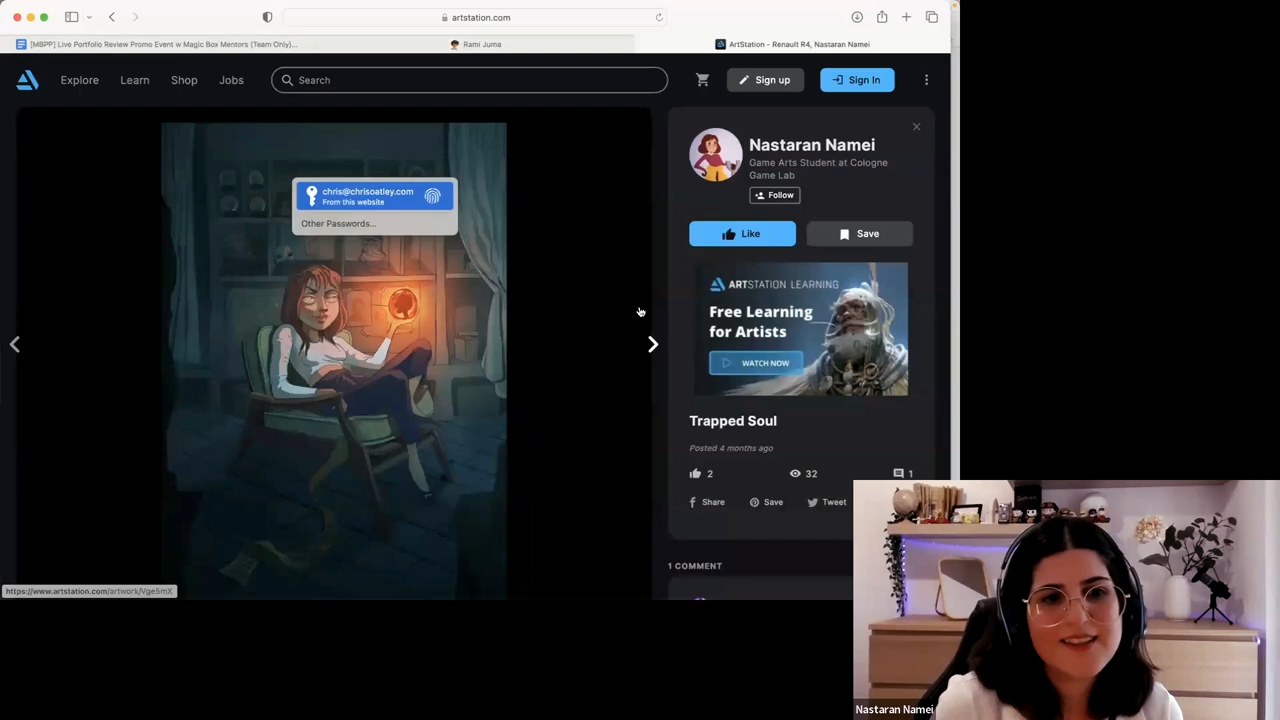 artstation.com
[MBPP] Live Portfolio Review Promo Event w Magic Box Mentors (Team Only)...
Rami Juma
ArtStation - Renault R4, Nastaran Namei
Explore
Learn
Shop
Jobs
Search
Sign up
Sign In
chris@chrisoatley.com
From this website
Other Passwords...
Nastaran Namei
Game Arts Student at Cologne
Game Lab
Follow
Like
Save
ARTSTATION LEARNING
Free Learning
for Artists
WATCH NOW
Trapped Soul
Posted 4 months ago
2
32
1
Share
Save
Tweet
1 COMMENT
https://www.artstation.com/artwork/Vge5mX
Nastaran Namei